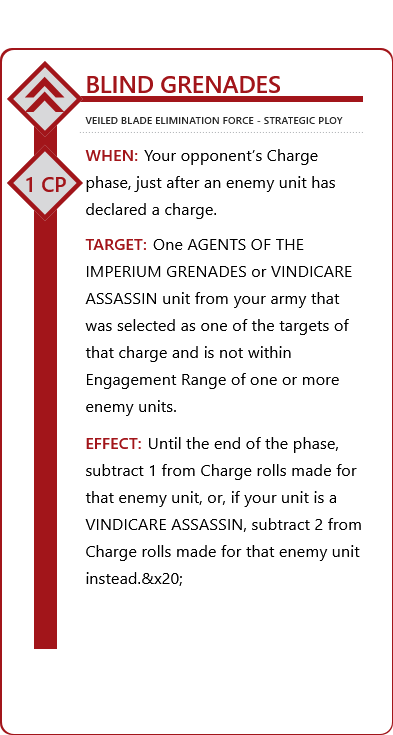 BLIND GRENADES
VEILED BLADE ELIMINATION FORCE - STRATEGIC PLOY
1 CP
WHEN: Your opponent’s Charge
phase, just after an enemy unit has
declared a charge.
TARGET: One AGENTS OF THE
IMPERIUM GRENADES or VINDICARE
ASSASSIN unit from your army that
was selected as one of the targets of
that charge and is not within
Engagement Range of one or more
enemy units.
EFFECT: Until the end of the phase,
subtract 1 from Charge rolls made for
that enemy unit, or, if your unit is a
VINDICARE ASSASSIN, subtract 2 from
Charge rolls made for that enemy unit
instead.&x20;